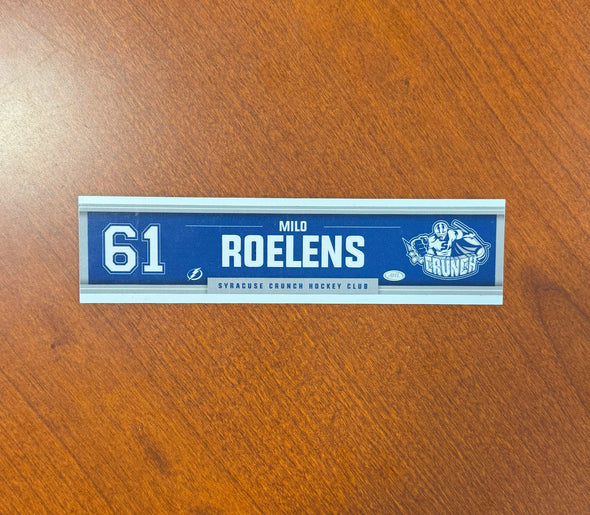 61
MILO
ROELENS
SYRACUSE CRUNCH HOCKEY CLUB
CRUNCH